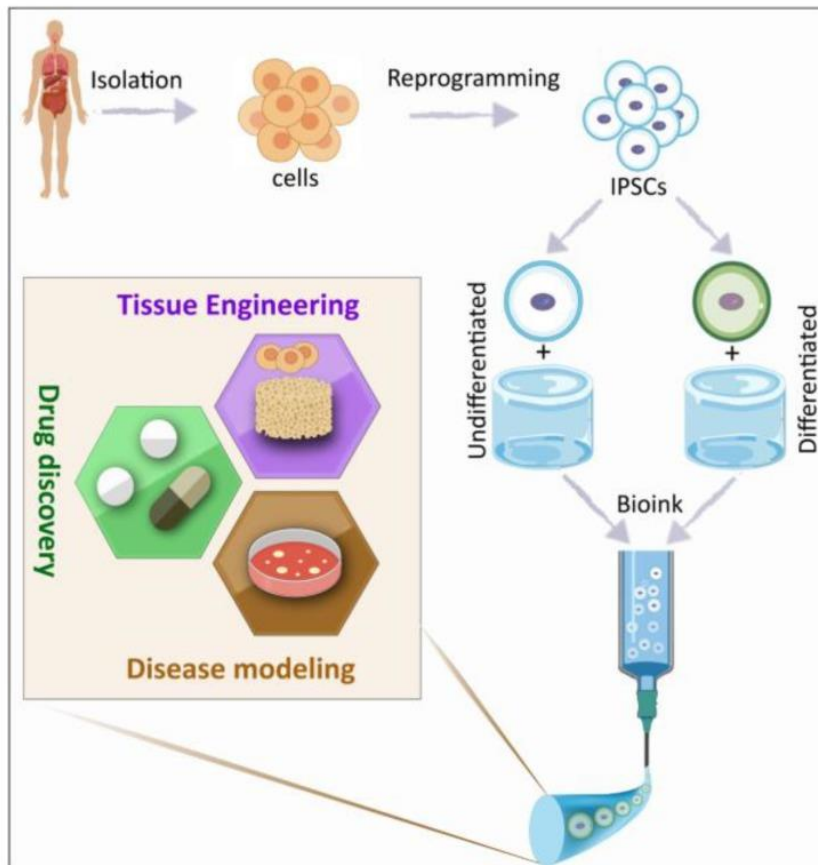 Isolation
Reprogramming
cells
IPSCs
Undifferentiated
+
+
Differentiated
Bioink
Tissue Engineering
Drug discovery
Disease modeling